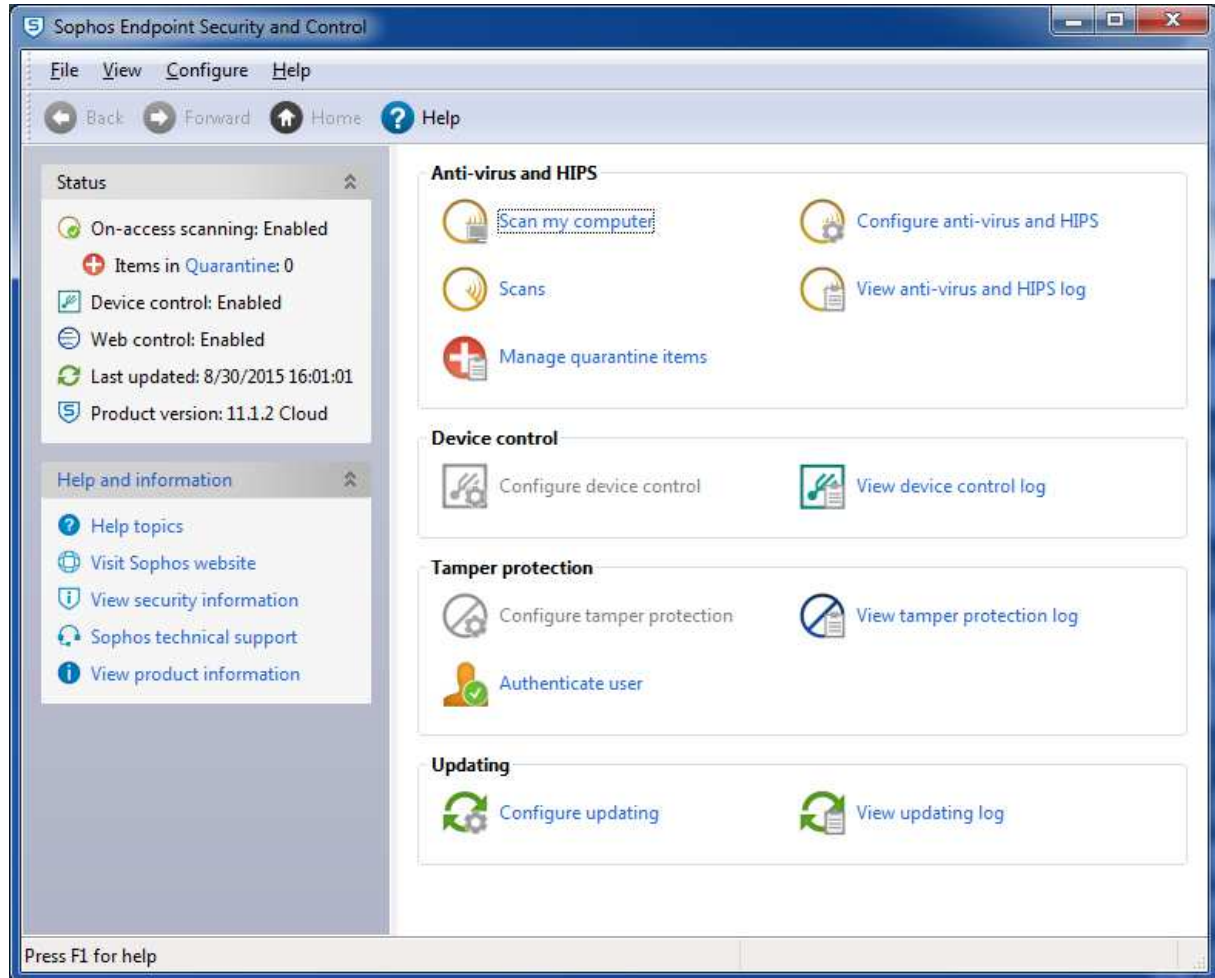 Sophos Endpoint Security and Control
File View Configure Help
Back Forward Home Help
Status
On-access scanning: Enabled
Items in Quarantine: 0
Device control: Enabled
Web control: Enabled
Last updated: 8/30/2015 16:01:01
Product version: 11.1.2 Cloud
Help and information
Help topics
Visit Sophos website
View security information
Sophos technical support
View product information
Anti-virus and HIPS
Scan my computer
Configure anti-virus and HIPS
Scans
View anti-virus and HIPS log
Manage quarantine items
Device control
Configure device control
View device control log
Tamper protection
Configure tamper protection
View tamper protection log
Authenticate user
Updating
Configure updating
View updating log
Press F1 for help